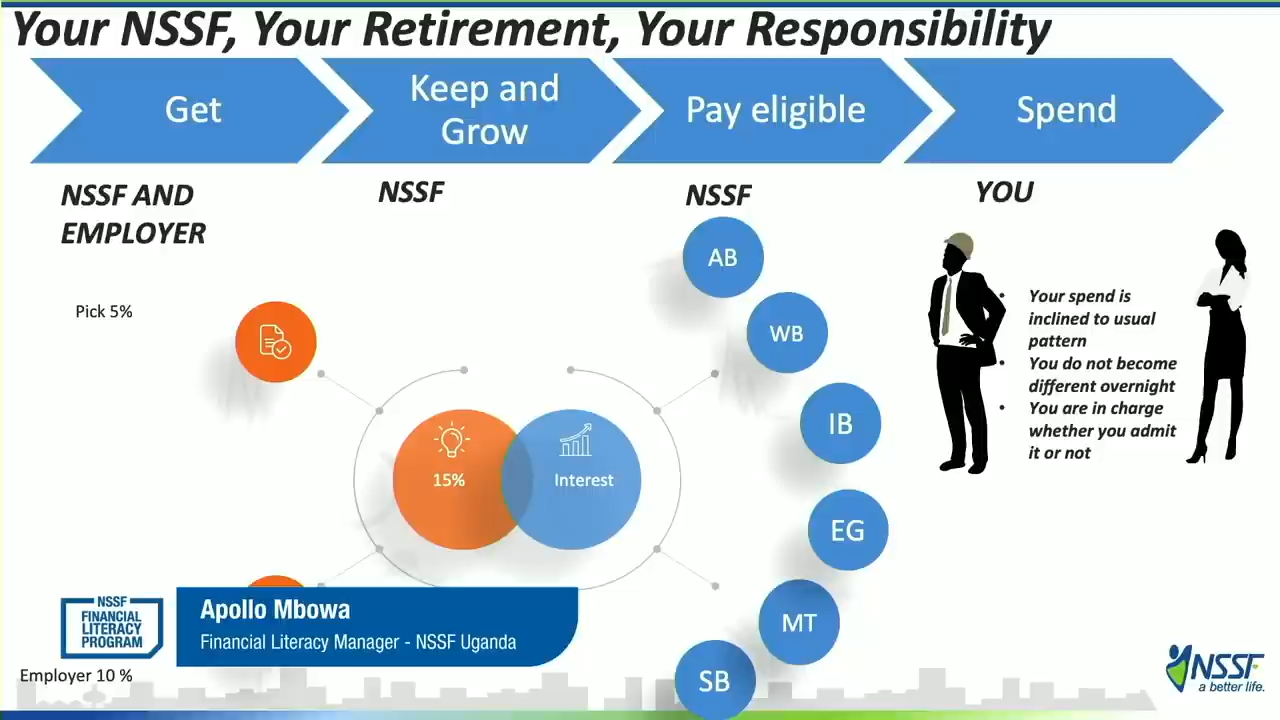 Your NSSF, Your Retirement, Your Responsibility
Get
Keep and
Grow
Pay eligible
Spend
NSSF AND
EMPLOYER
NSSF
NSSF
YOU
Pick 5%
15%
Interest
AB
WB
IB
EG
MT
SB
• Your spend is
inclined to usual
pattern
• You do not become
different overnight
• You are in charge
whether you admit
it or not
NSSF
FINANCIAL
LITERACY
PROGRAM
Apollo Mbowa
Financial Literacy Manager - NSSF Uganda
Employer 10 %
NSSF
a better life.